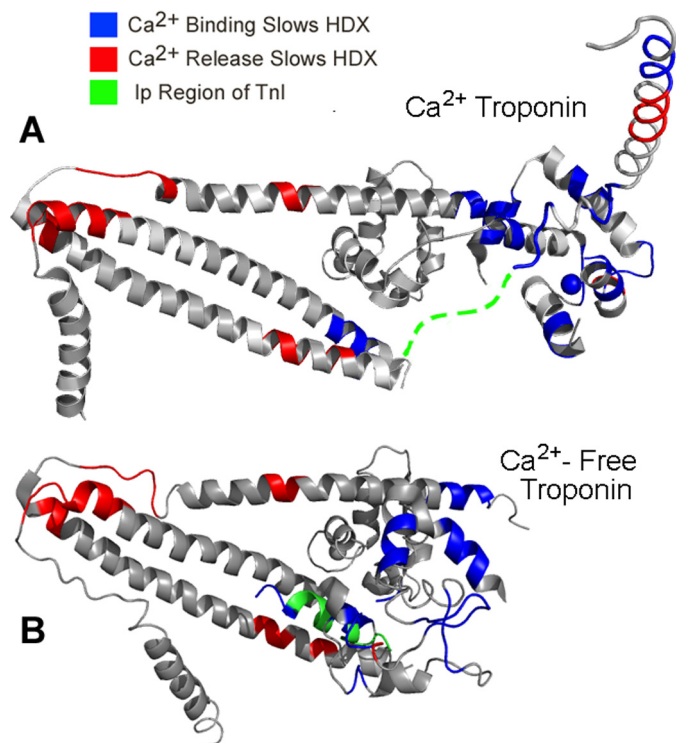 Ca2+ Binding Slows HDX
Ca2+ Release Slows HDX
Ip Region of TnI
Ca2+ Troponin
A
Ca2+- Free
Troponin
B